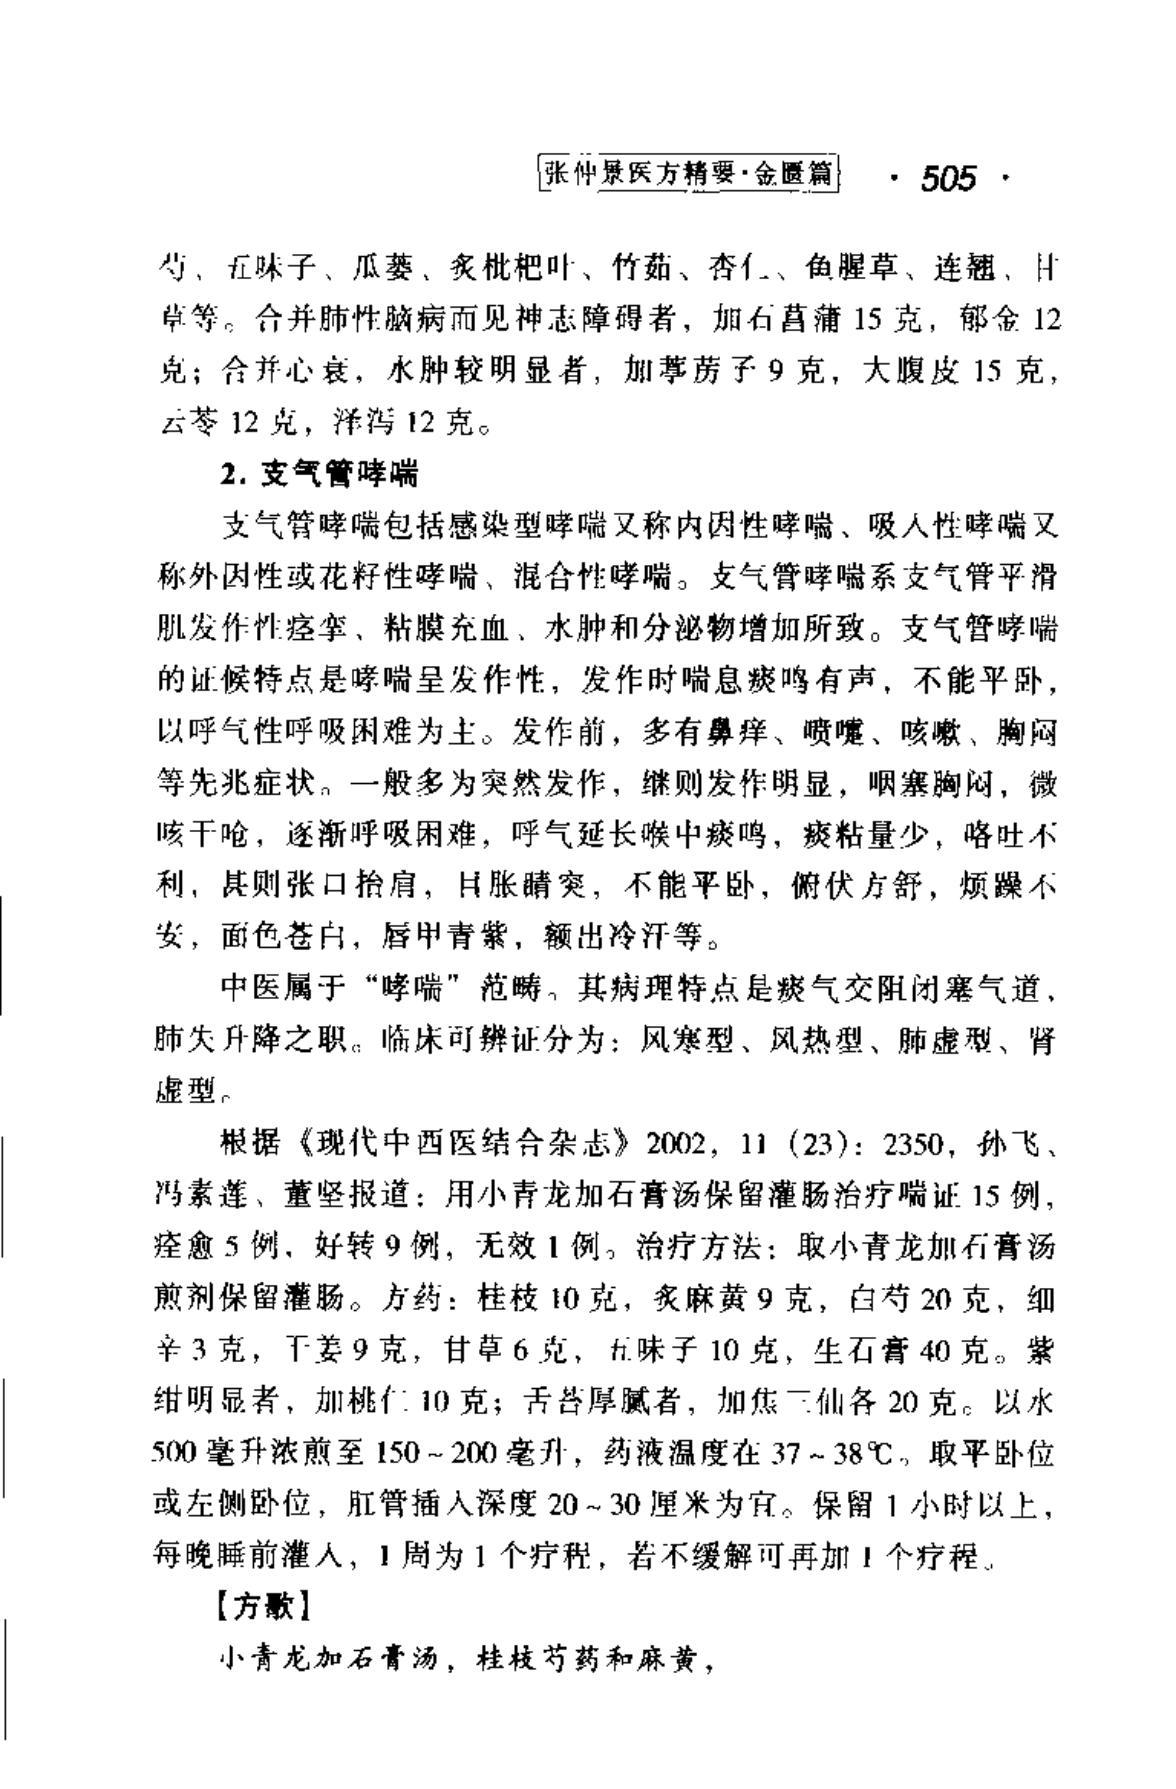 张仲景医方精要·金匮篇 · 505 ·
芍、五味子、瓜蒌、炙枇杷叶、竹茹、杏仁、鱼腥草、连翘、甘
草等。合并肺性脑病而见神志障碍者，加石菖蒲 15 克，郁金 12
克；合并心衰，水肿较明显者，加葶苈子 9 克，大腹皮 15 克，
云苓 12 克，泽泻 12 克。
2. 支气管哮喘
支气管哮喘包括感染型哮喘又称内因性哮喘、吸入性哮喘又
称外因性或花籽性哮喘、混合性哮喘。支气管哮喘系支气管平滑
肌发作性痉挛、粘膜充血、水肿和分泌物增加所致。支气管哮喘
的证候特点是哮喘呈发作性，发作时喘息痰鸣有声，不能平卧，
以呼气性呼吸困难为主。发作前，多有鼻痒、喷嚏、咳嗽、胸闷
等先兆症状。一般多为突然发作，继则发作明显，咽塞胸闷，微
咳干呛，逐渐呼吸困难，呼气延长喉中痰鸣，痰粘量少，咯吐不
利，甚则张口抬肩，目胀睛突，不能平卧，俯伏方舒，烦躁不
安，面色苍白，唇甲青紫，额出冷汗等。
中医属于“哮喘”范畴。其病理特点是痰气交阻闭塞气道，
肺失升降之职。临床可辨证分为：风寒型、风热型、肺虚型、肾
虚型。
根据《现代中西医结合杂志》2002，11（23）：2350，孙飞、
冯素莲、董坚报道：用小青龙加石膏汤保留灌肠治疗喘证 15 例，
痊愈 5 例，好转 9 例，无效 1 例。治疗方法：取小青龙加石膏汤
煎剂保留灌肠。方药：桂枝 10 克，炙麻黄 9 克，白芍 20 克，细
辛 3 克，干姜 9 克，甘草 6 克，五味子 10 克，生石膏 40 克。紫
绀明显者，加桃仁 10 克；舌苔厚腻者，加焦三仙各 20 克。以水
500 毫升浓煎至 150～200 毫升，药液温度在 37～38℃。取平卧位
或左侧卧位，肛管插入深度 20～30 厘米为宜。保留 1 小时以上，
每晚睡前灌入，1 周为 1 个疗程，若不缓解可再加 1 个疗程。
【方歌】
小青龙加石膏汤，桂枝芍药和麻黄，